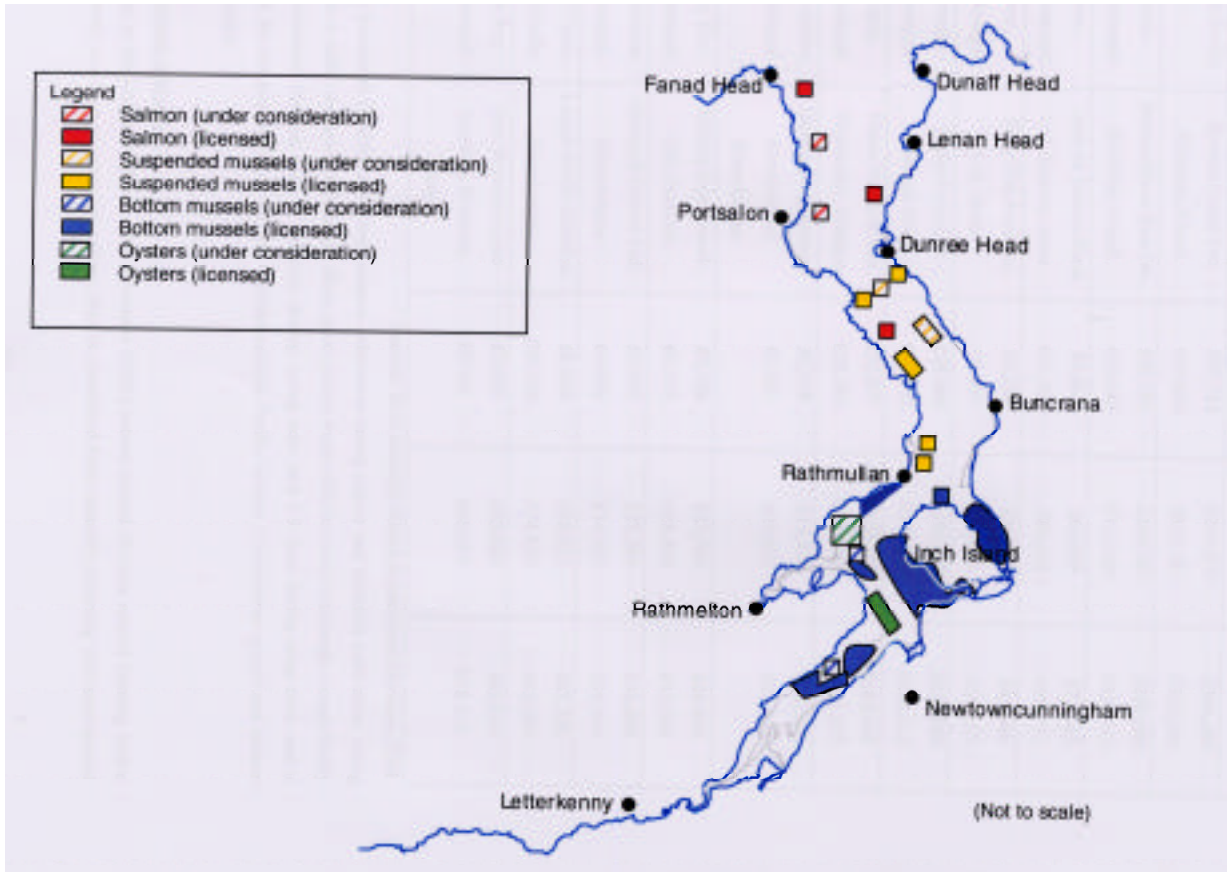 Legend
Salmon (under consideration)
Salmon (licensed)
Suspended mussels (under consideration)
Suspended mussels (licensed)
Bottom mussels (under consideration)
Bottom mussels (licensed)
Oysters (under consideration)
Oysters (licensed)
Fanad Head
Dunaff Head
Lenan Head
Portsalon
Dunree Head
Buncrana
Rathmullan
Inch Island
Rathmelton
Newtowncunningham
Letterkenny
(Not to scale)